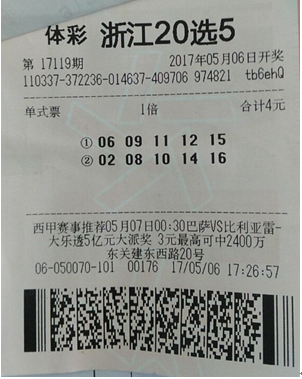 体彩 浙江20选5
第 17119期 2017年05月06日开奖
110337-372236-014637-409706 974821 tb6ehQ
单式票 1倍 合计4元
① 06 09 11 12 15
② 02 08 10 14 16
西甲赛事推荐05月07日00:30巴萨VS比利亚雷-
大乐透5亿元大派奖 3元最高可中2400万
东关建东西路20号
06-050070-101 00176 17/05/06 17:26:57